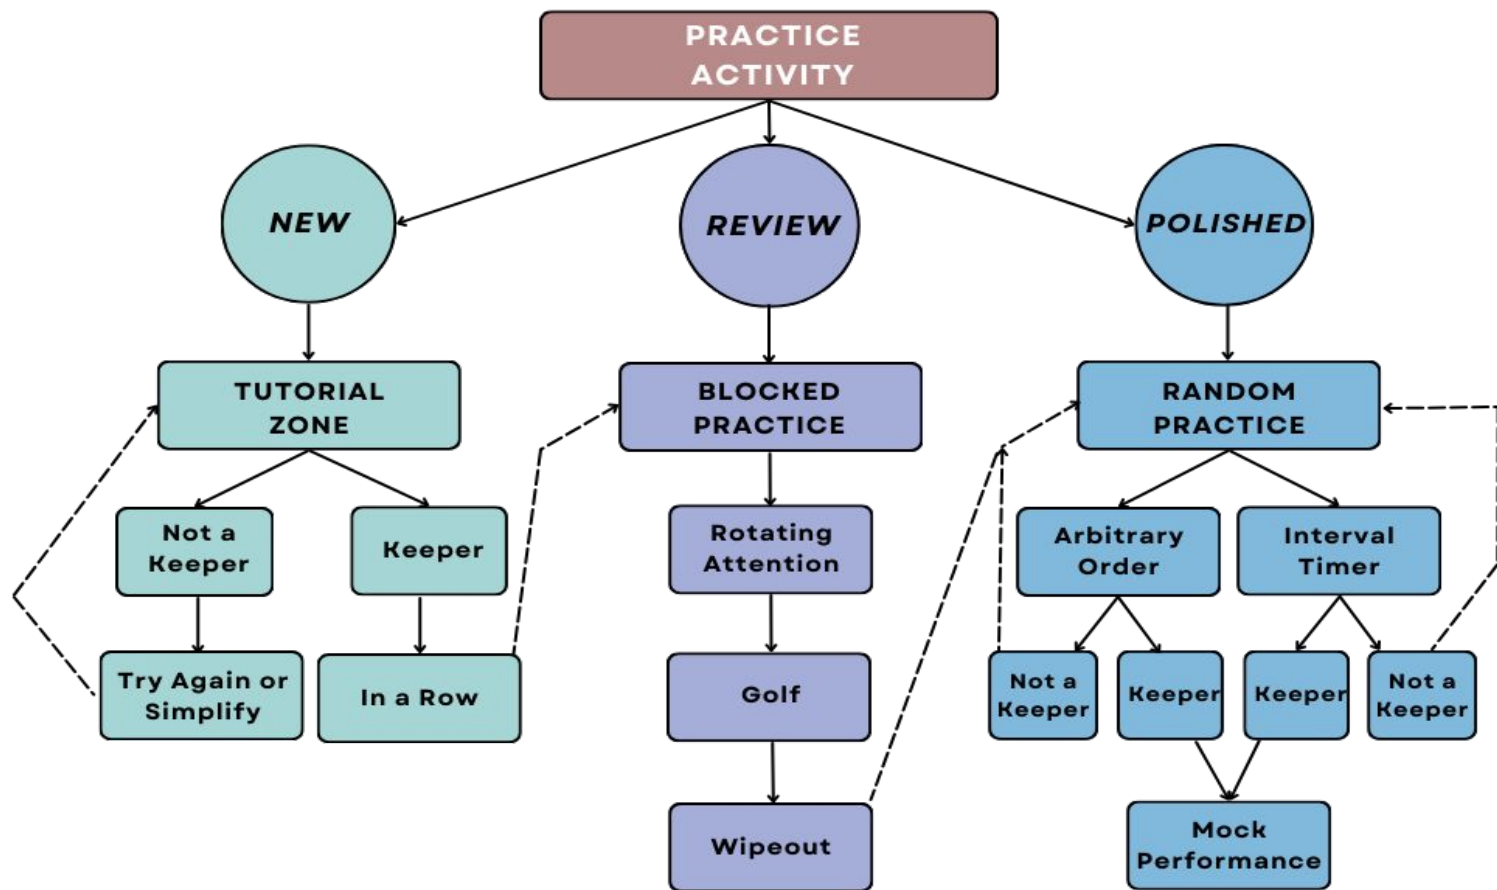 PRACTICE
ACTIVITY
NEW
REVIEW
POLISHED
TUTORIAL
ZONE
BLOCKED
PRACTICE
RANDOM
PRACTICE
Not a
Keeper
Keeper
Rotating
Attention
Arbitrary
Order
Interval
Timer
Try Again or
Simplify
In a Row
Golf
Not a
Keeper
Keeper
Keeper
Not a
Keeper
Wipeout
Mock
Performance